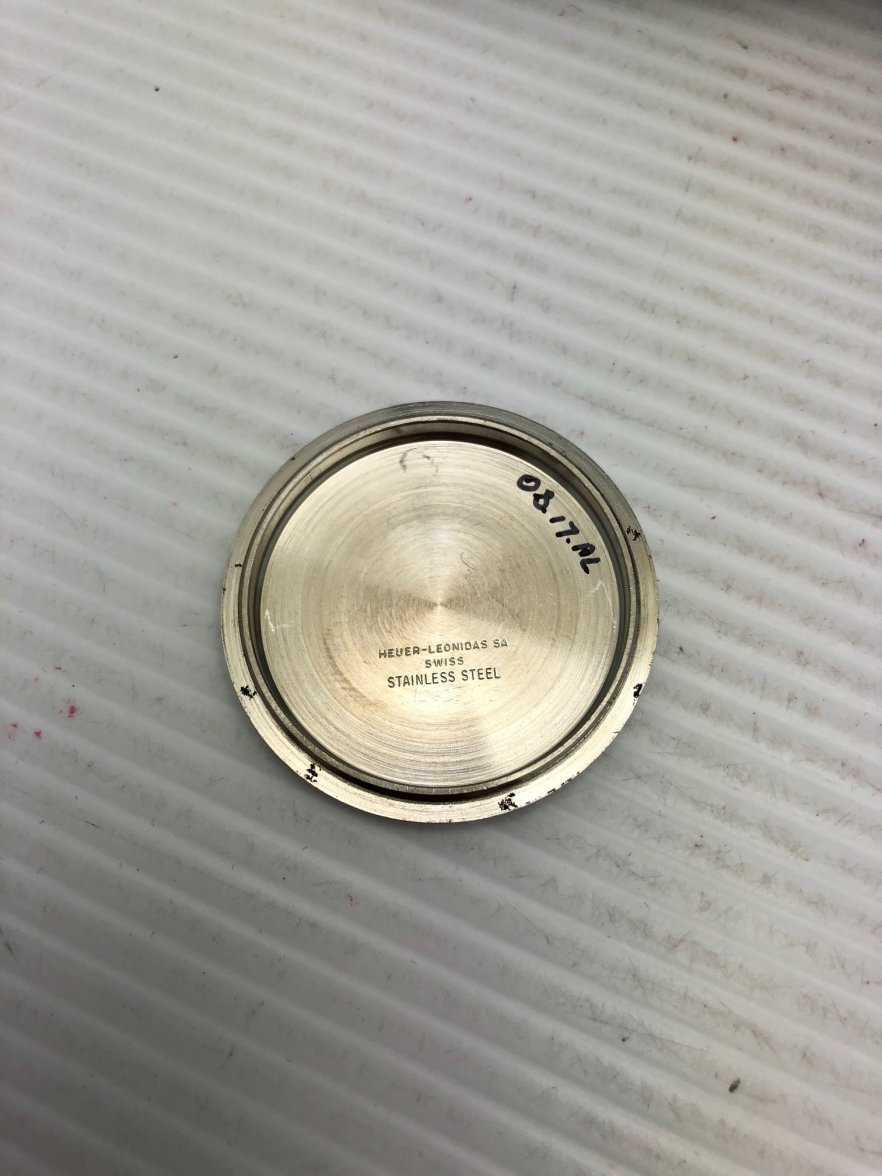 08.17.AL
HEUER-LEONIDAS SA
SWISS
STAINLESS STEEL